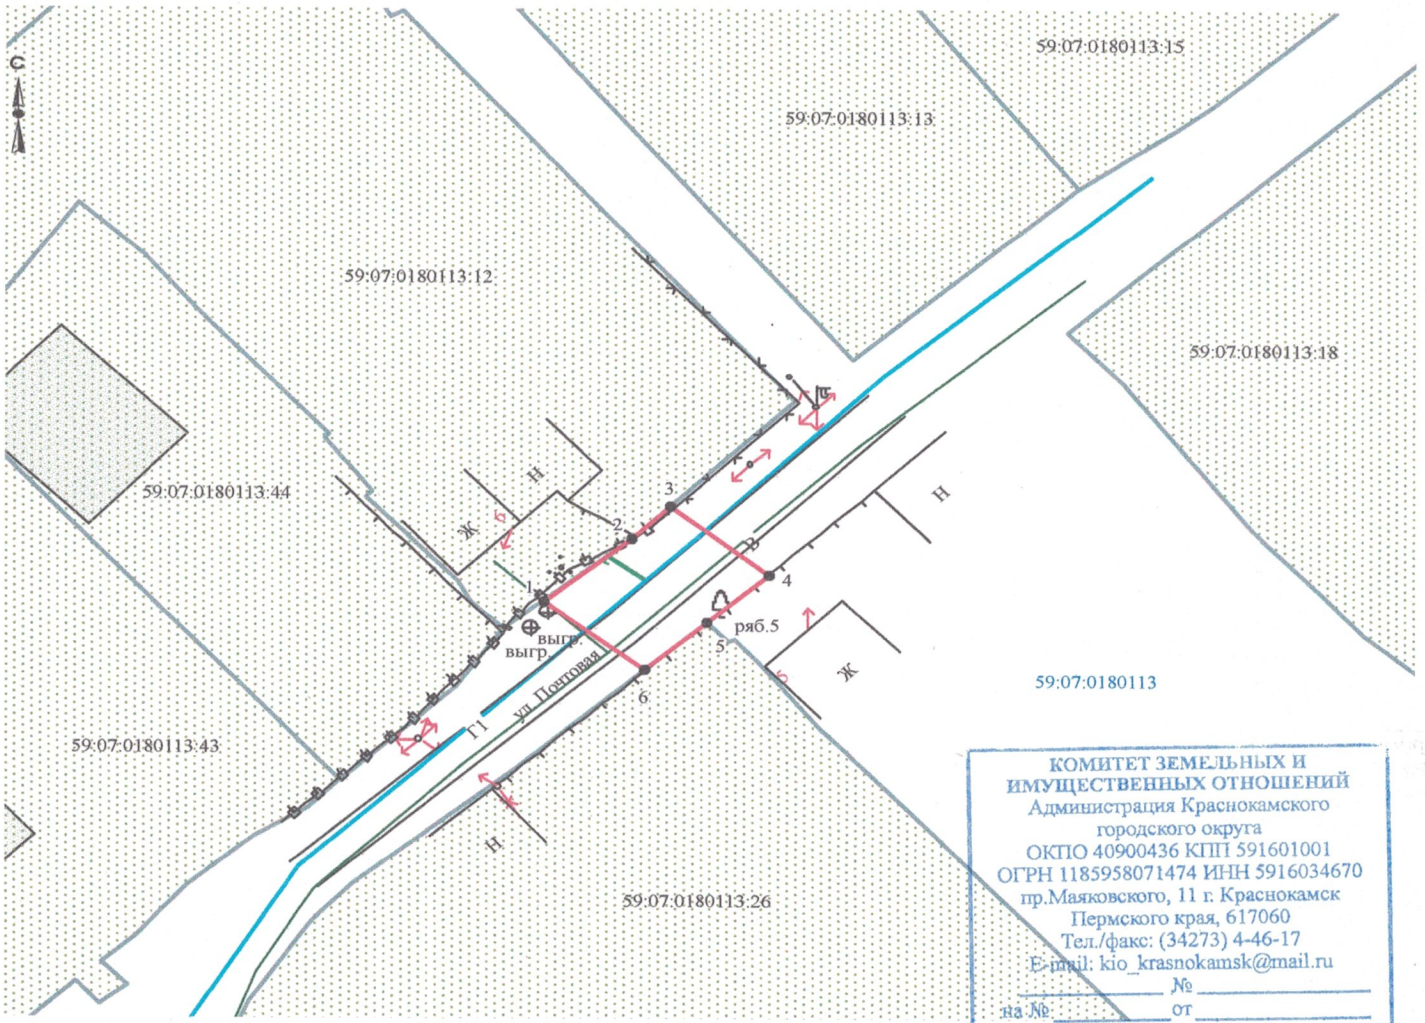 59:07:0180113:15
С
59:07:0180113:13
59:07:0180113:12
59:07:0180113:18
59:07:0180113:44
Н
Н
3
2
Ж
6
В
1
4
ряб.5
5
выгр.
выгр.
ул. Почтовая
6
5
Ж
59:07:0180113
Г1
59:07:0180113:43
Н
59:07:0180113:26
КОМИТЕТ ЗЕМЕЛЬНЫХ И
ИМУЩЕСТВЕННЫХ ОТНОШЕНИЙ
Администрация Краснокамского
городского округа
ОКПО 40900436 КПП 591601001
ОГРН 1185958071474 ИНН 5916034670
пр.Маяковского, 11 г. Краснокамск
Пермского края, 617060
Тел./факс: (34273) 4-46-17
E-mail: kio_krasnokamsk@mail.ru
№
на № от